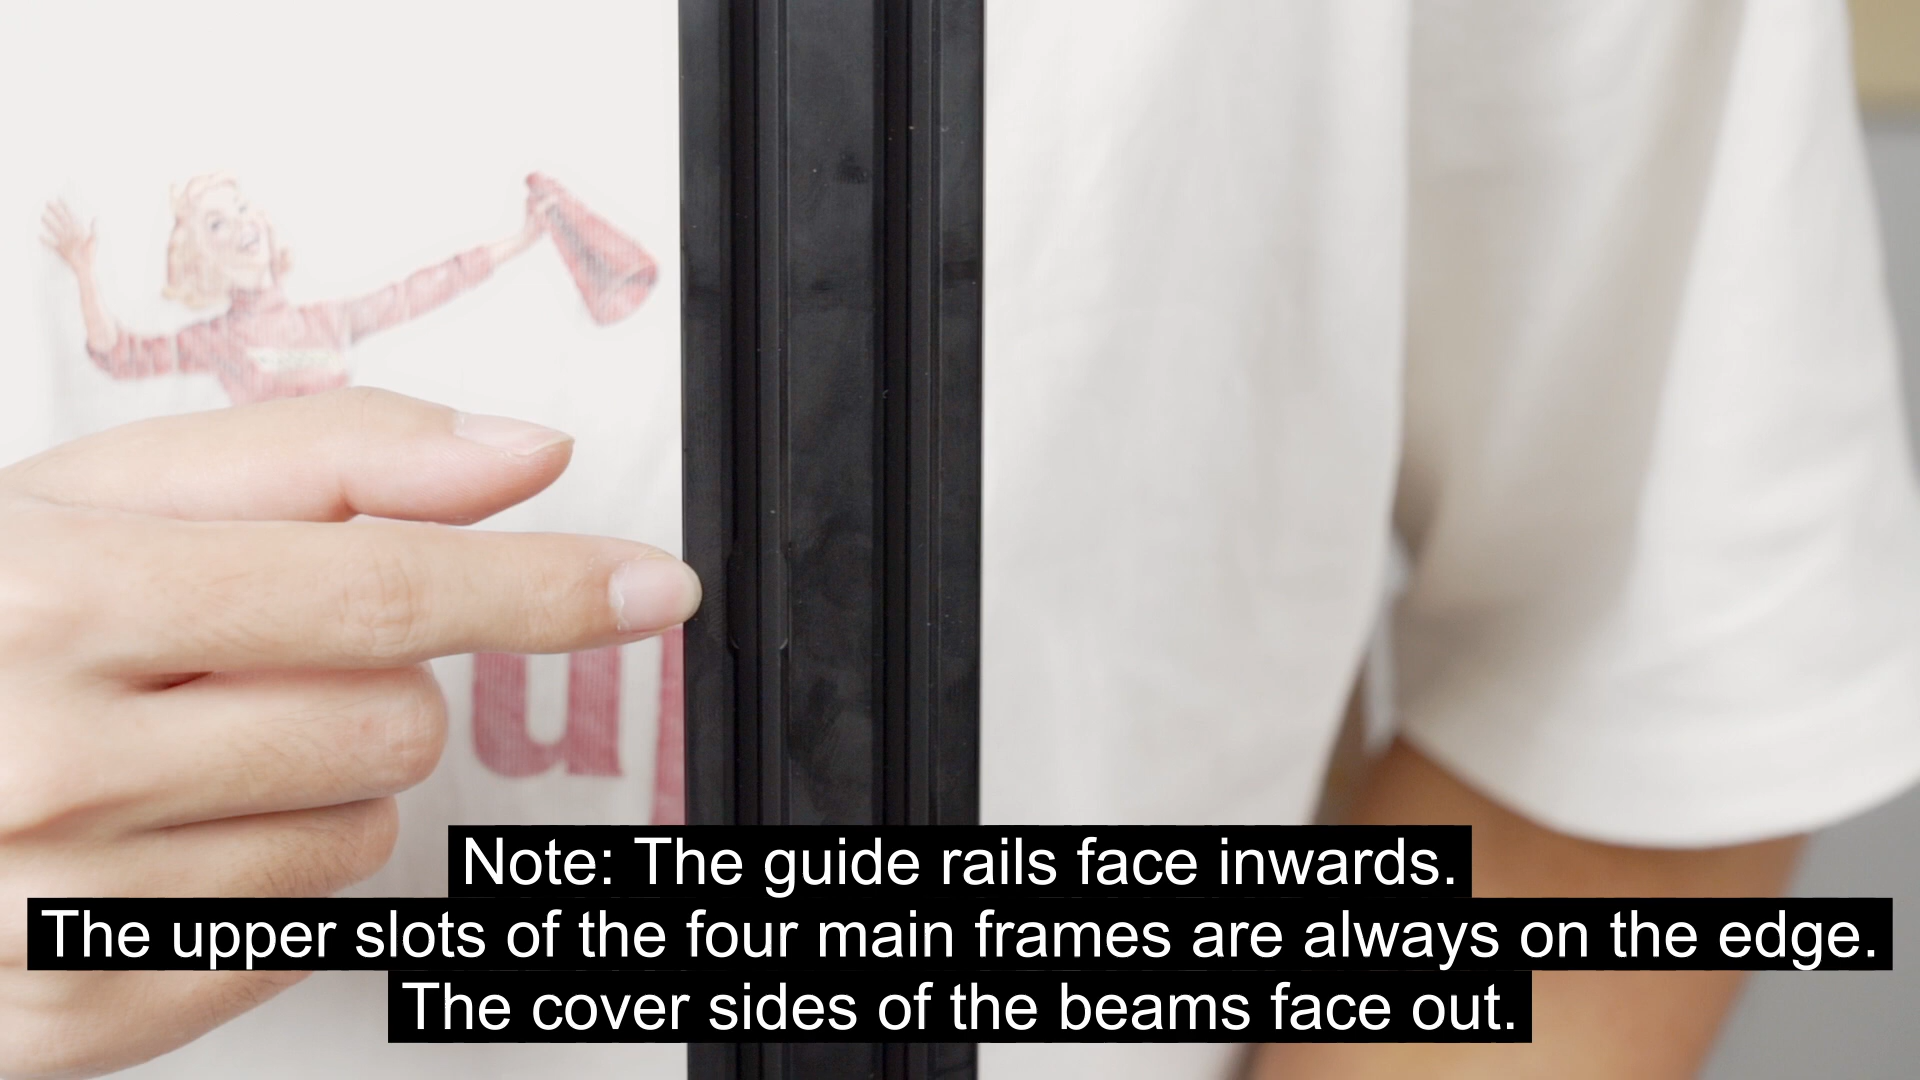 u
Note: The guide rails face inwards.
The upper slots of the four main frames are always on the edge.
The cover sides of the beams face out.